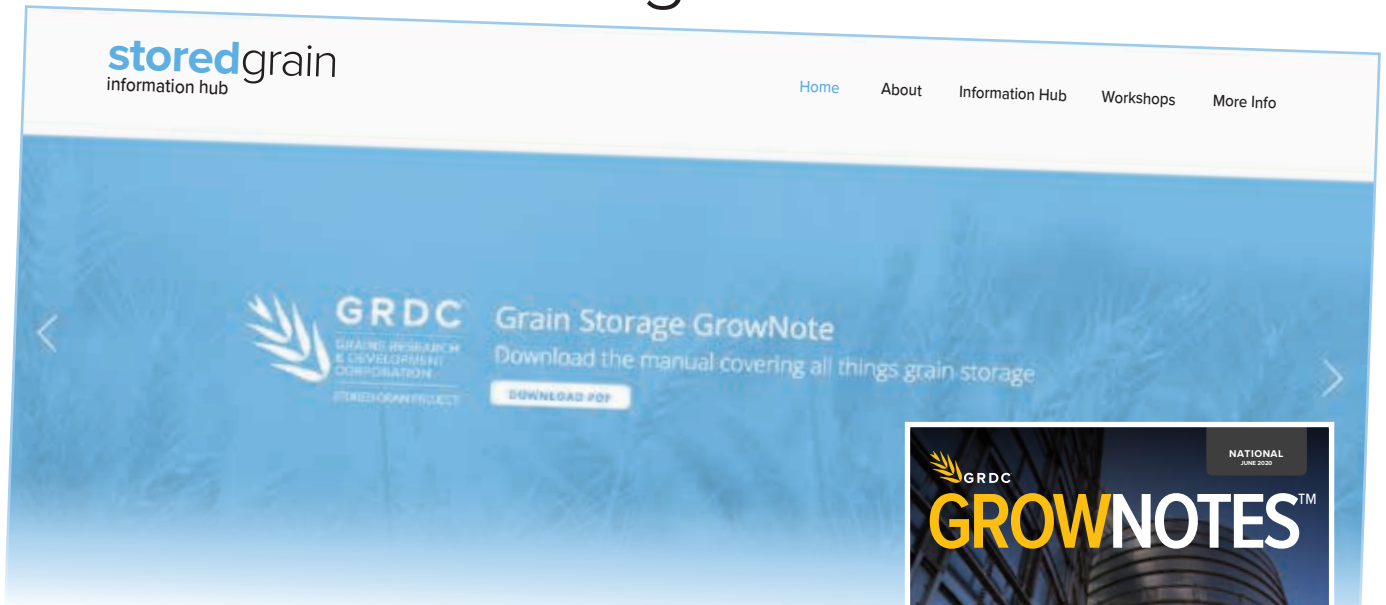 storedgrain
information hub
Home About Information Hub Workshops More Info
GRDC
GRAINS RESEARCH
& DEVELOPMENT
CORPORATION
STORED GRAIN PROJECT
Grain Storage GrowNote
Download the manual covering all things grain storage
DOWNLOAD PDF
NATIONAL
JUNE 2020
GRDC
GROWNOTES™